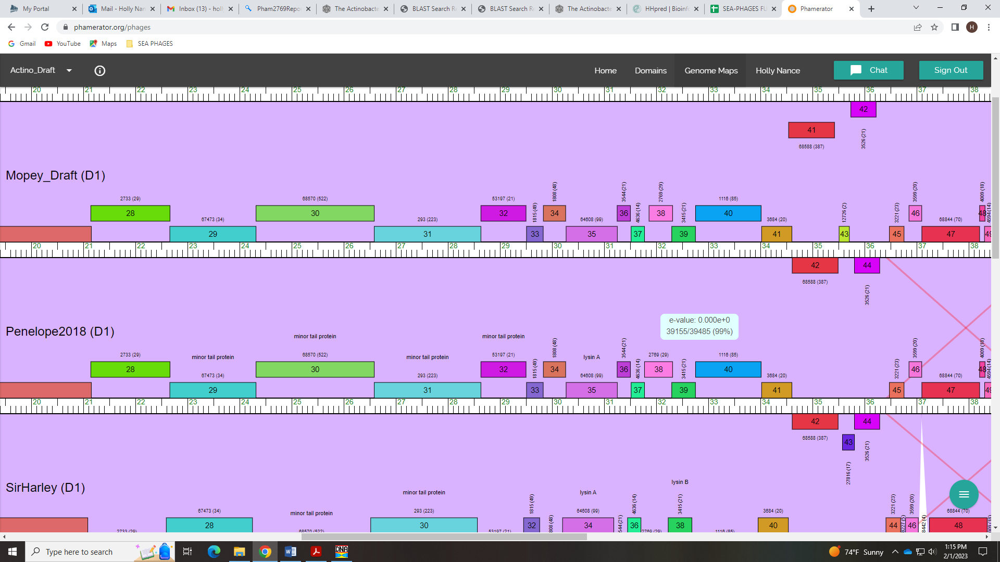 My Portal
Mail - Holly Nan
Inbox (13) - holly
Pham2769Repo
The Actinobacte
BLAST Search Re
BLAST Search Re
The Actinobacte
HHpred | Bioinfo
SEA-PHAGES FU
Phamerator
phamerator.org/phages
H
Gmail
YouTube
Maps
SEA PHAGES
Actino_Draft
Home
Domains
Genome Maps
Holly Nance
Chat
Sign Out
20 21 22 23 24 25 26 27 28 29 30 31 32 33 34 35 36 37 38
42
41
3526 (21)
68588 (387)
Mopey_Draft (D1)
1808 (48)
3544 (21)
2769 (29)
3599 (20)
4009 (18)
2733 (29)
68570 (522)
53197 (21)
1116 (85)
28 30 32 34 36 38 40 46 48
67473 (34)
293 (223)
1815 (49)
64608 (99)
4636 (14)
3415 (21)
3684 (20)
12726 (2)
3221 (23)
68844 (70)
4594 (14)
29 31 33 35 37 39 41 43 45 47 49
20 21 22 23 24 25 26 27 28 29 30 31 32 33 34 35 36 37 38
42 44
68588 (387)
3526 (21)
e-value: 0.000e+0
39155/39485 (99%)
Penelope2018 (D1)
minor tail protein
minor tail protein
minor tail protein
minor tail protein
lysin A
1808 (48)
3544 (21)
3599 (20)
4009 (18)
2733 (29)
68570 (522)
53197 (21)
2769 (29)
1116 (85)
28 30 32 34 36 38 40 46 48
67473 (34)
293 (223)
1815 (49)
64608 (99)
4636 (14)
3415 (21)
3684 (20)
3221 (23)
68844 (70)
4594 (14)
29 31 33 35 37 39 41 45 47 49
20 21 22 23 24 25 26 27 28 29 30 31 32 33 34 35 36 37 38
42 44
68588 (387)
43
3526 (21)
27816 (17)
SirHarley (D1)
lysin B
minor tail protein
lysin A
minor tail protein
67473 (34)
293 (223)
1815 (49)
64608 (99)
4636 (14)
3415 (21)
3684 (20)
3221 (23)
3599 (20)
68844 (70)
28 30 32 34 36 38 40 44 46 48
2733 (29)
68570 (522)
53197 (21)
2769 (29)
1116 (85)
Type here to search
DNA
74°F Sunny
1:15 PM
2/1/2023